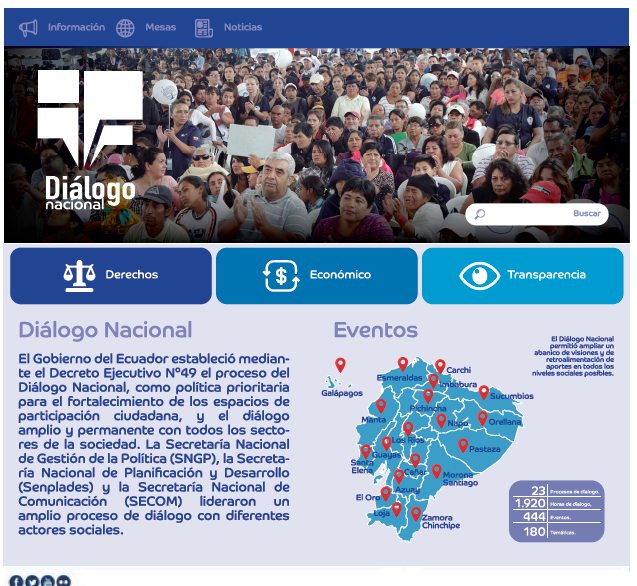 Información
Mesas
Noticias
Diálogo
nacional
Buscar
Derechos
Económico
Transparencia
Diálogo Nacional
El Gobierno del Ecuador estableció median-
te el Decreto Ejecutivo N°49 el proceso del
Diálogo Nacional, como política prioritaria
para el fortalecimiento de los espacios de
participación ciudadana, y el diálogo
amplio y permanente con todos los secto-
res de la sociedad. La Secretaría Nacional
de Gestión de la Política (SNGP), la Secreta-
ría Nacional de Planificación y Desarrollo
(Senplades) y la Secretaría Nacional de
Comunicación (SECOM) lideraron un
amplio proceso de diálogo con diferentes
actores sociales.
Eventos
El Diálogo Nacional
permitió ampliar un
abanico de visiones y de
retroalimentación de
aportes en todos los
niveles sociales posibles.
Galápagos
Esmeraldas
Carchi
Imbabura
Sucumbios
Pichincha
Manta
Napo
Orellana
Los Ríos
Guayas
Pastaza
Santa
Elena
Cañar
Morona
Santiago
Azuay
El Oro
Loja
Zamora
Chinchipe
23 Procesos de dialogo.
1.920 Horas de dialogo.
444 Eventos.
180 Temáticas.